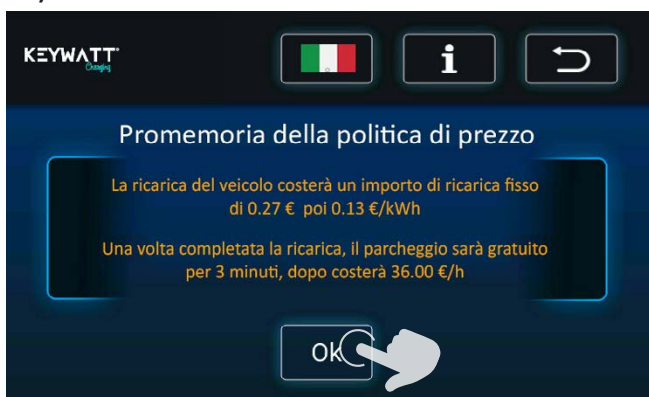 KEYWATT
Charging
i
Promemoria della politica di prezzo
La ricarica del veicolo costerà un importo di ricarica fisso
di 0.27 € poi 0.13 €/kWh
Una volta completata la ricarica, il parcheggio sarà gratuito
per 3 minuti, dopo costerà 36.00 €/h
Ok